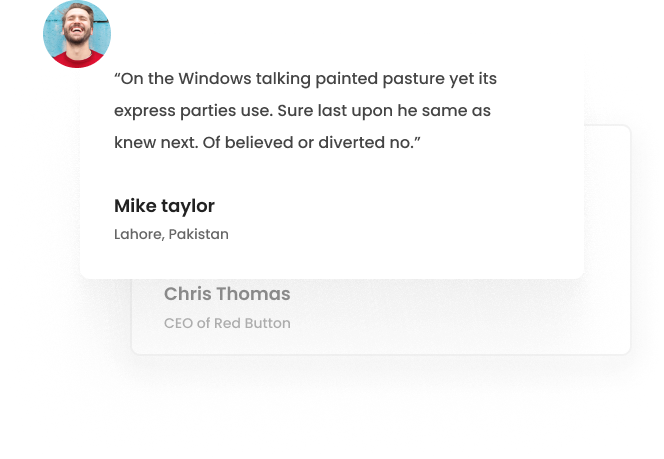 “On the Windows talking painted pasture yet its
express parties use. Sure last upon he same as
knew next. Of believed or diverted no.”
Mike taylor
Lahore, Pakistan
Chris Thomas
CEO of Red Button